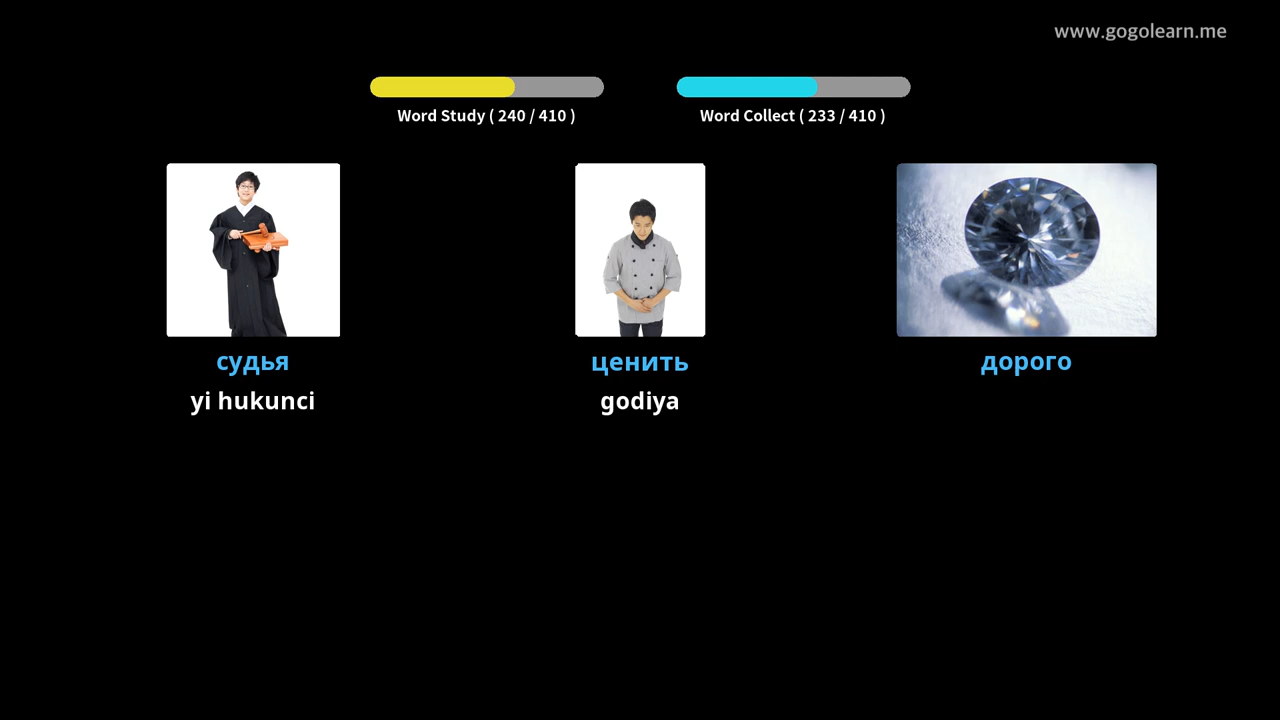 www.gogolearn.me
Word Study ( 240 / 410 )
Word Collect ( 233 / 410 )
судья
ценить
дорого
yi hukunci
godiya